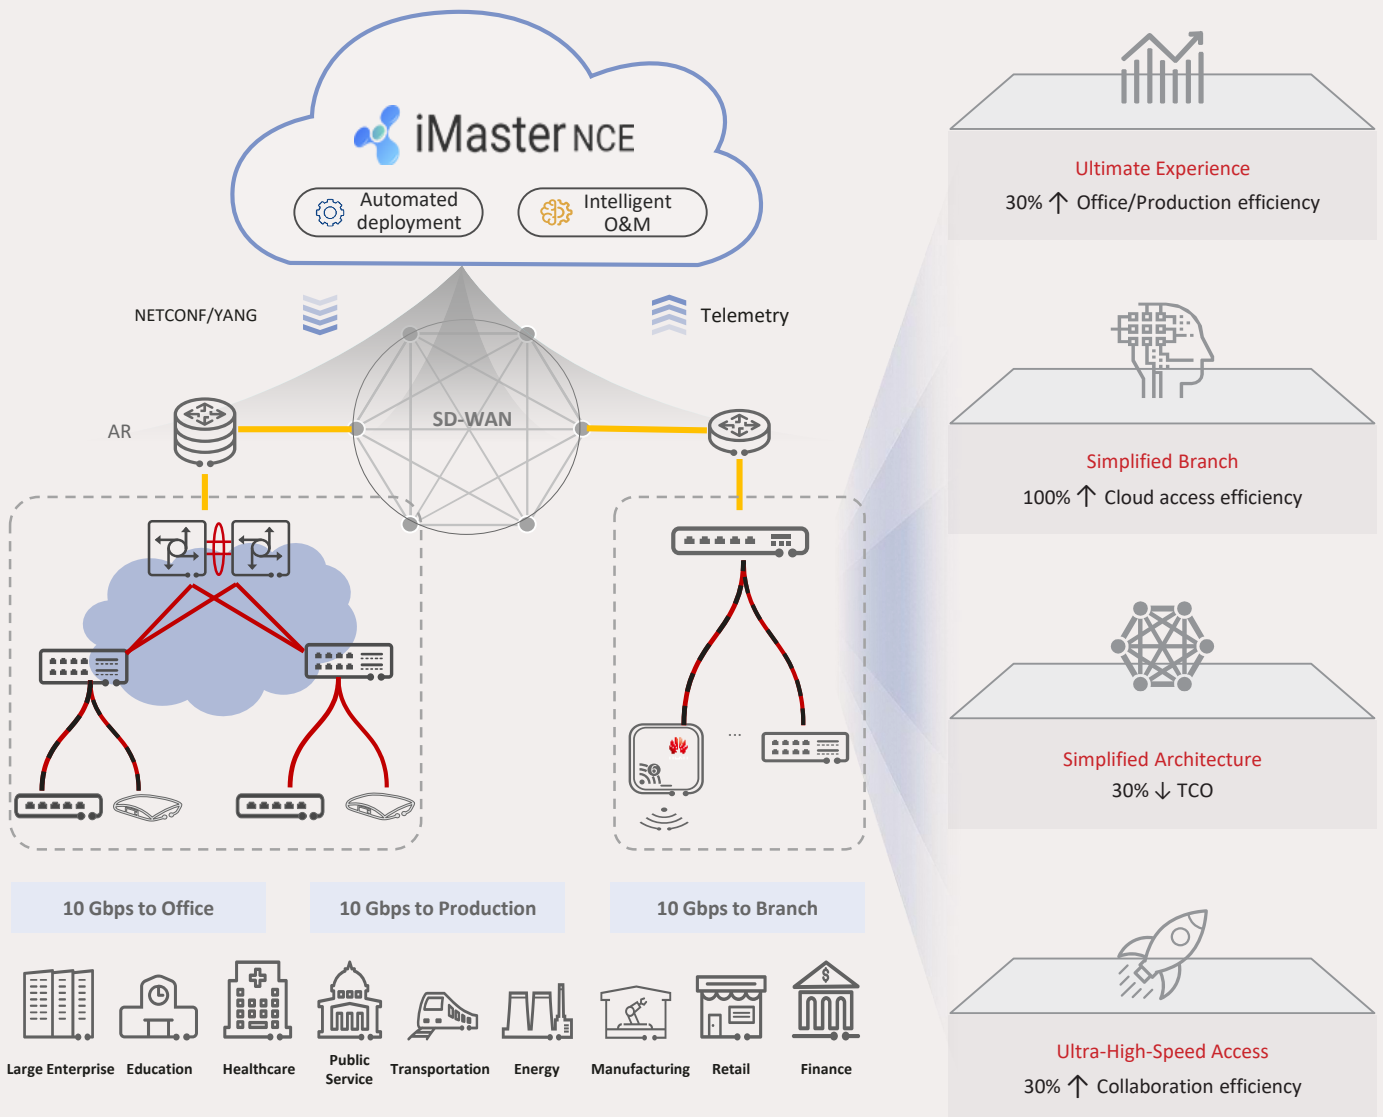 iMaster NCE
Automated
deployment
Intelligent
O&M
NETCONF/YANG
Telemetry
AR
SD-WAN
...
6
10 Gbps to Office
10 Gbps to Production
10 Gbps to Branch
$
Large Enterprise
Education
Healthcare
Public
Service
Transportation
Energy
Manufacturing
Retail
Finance
Ultimate Experience
30% ↑ Office/Production efficiency
Simplified Branch
100% ↑ Cloud access efficiency
Simplified Architecture
30% ↓ TCO
Ultra-High-Speed Access
30% ↑ Collaboration efficiency